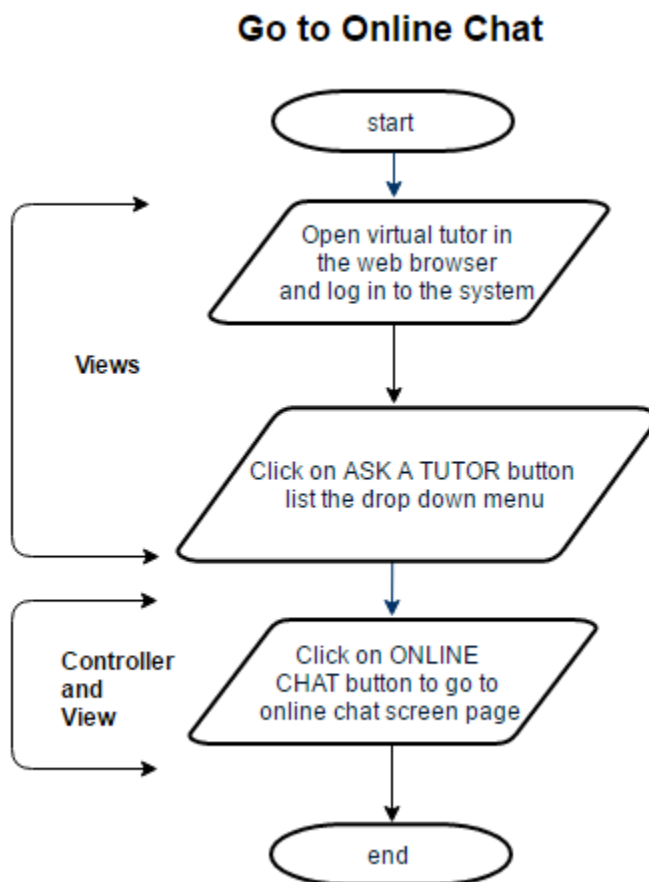 Go to Online Chat
start
Open virtual tutor in
the web browser
and log in to the system
Views
Click on ASK A TUTOR button
list the drop down menu
Controller
and
View
Click on ONLINE
CHAT button to go to
online chat screen page
end